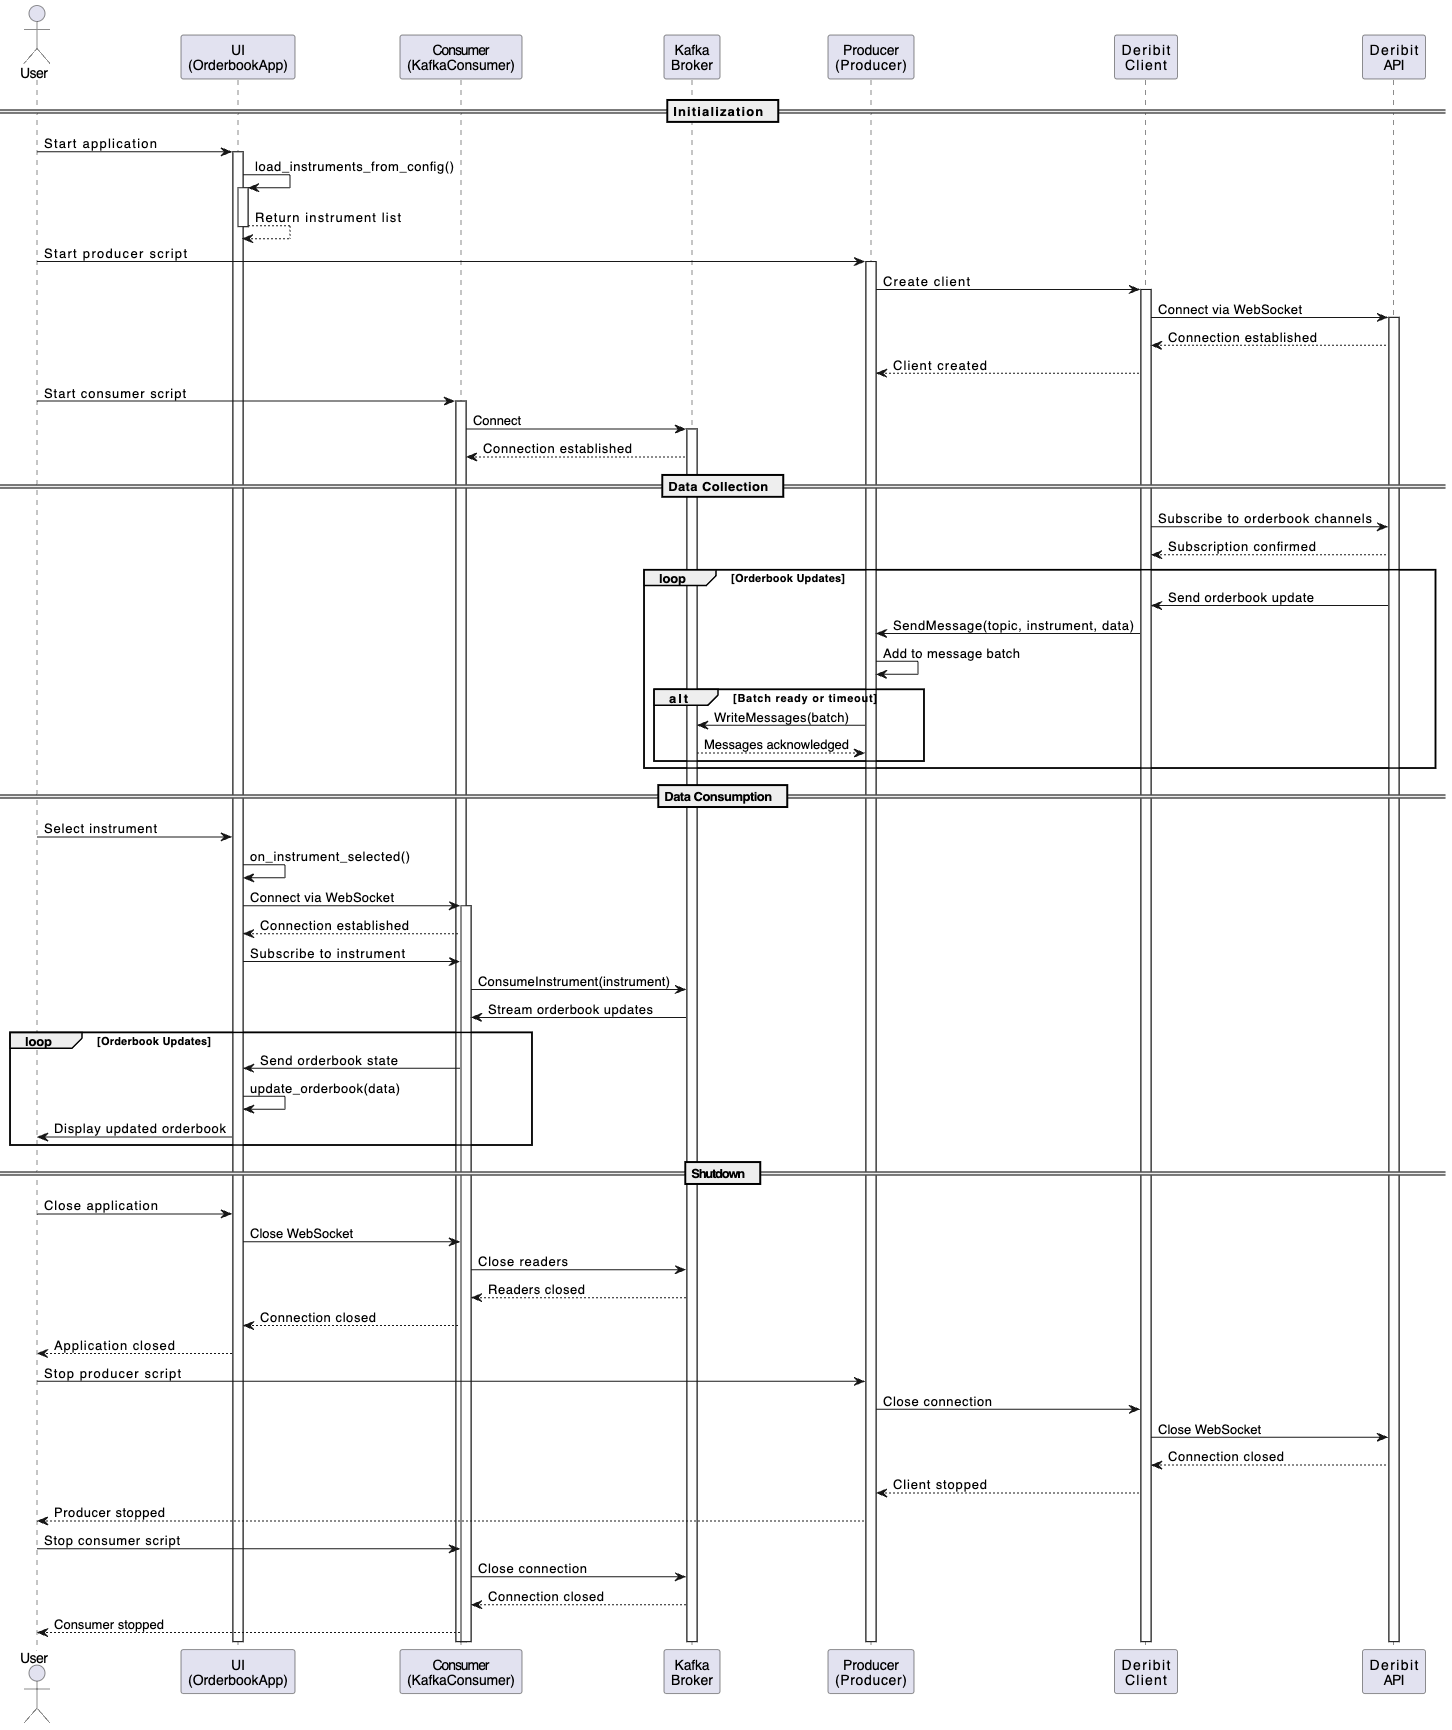 User
UI
(OrderbookApp)
Consumer
(KafkaConsumer)
Kafka
Broker
Producer
(Producer)
Deribit
Client
Deribit
API
Initialization
Start application
load_instruments_from_config()
Return instrument list
Start producer script
Create client
Connect via WebSocket
Connection established
Client created
Start consumer script
Connect
Connection established
Data Collection
Subscribe to orderbook channels
Subscription confirmed
loop [Orderbook Updates]
Send orderbook update
SendMessage(topic, instrument, data)
Add to message batch
alt [Batch ready or timeout]
WriteMessages(batch)
Messages acknowledged
Data Consumption
Select instrument
on_instrument_selected()
Connect via WebSocket
Connection established
Subscribe to instrument
ConsumeInstrument(instrument)
Stream orderbook updates
loop [Orderbook Updates]
Send orderbook state
update_orderbook(data)
Display updated orderbook
Shutdown
Close application
Close WebSocket
Close readers
Readers closed
Connection closed
Application closed
Stop producer script
Close connection
Close WebSocket
Connection closed
Client stopped
Producer stopped
Stop consumer script
Close connection
Connection closed
Consumer stopped
User
UI
(OrderbookApp)
Consumer
(KafkaConsumer)
Kafka
Broker
Producer
(Producer)
Deribit
Client
Deribit
API